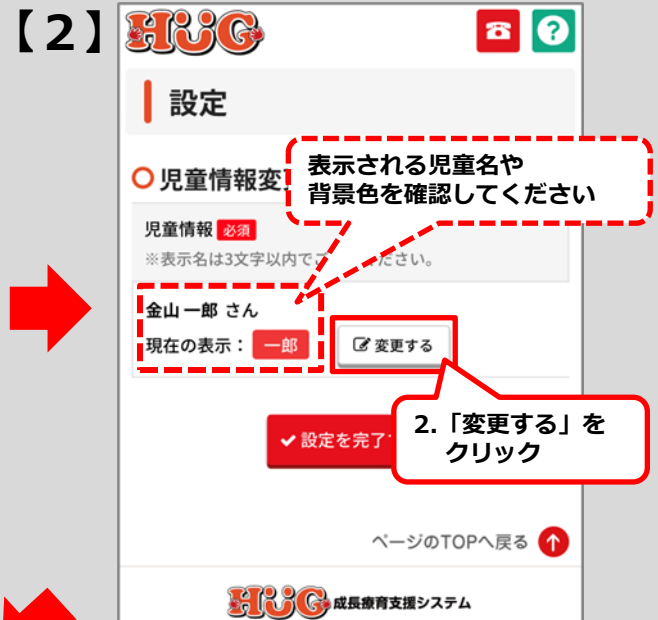 【2】
HUG
設定
児童情報変
表示される児童名や
背景色を確認してください
児童情報 必須
※表示名は3文字以内でご ださい。
金山 一郎 さん
現在の表示： 一郎
変更する
2.「変更する」を
クリック
設定を完了
ページのTOPへ戻る
HUG 成長療育支援システム